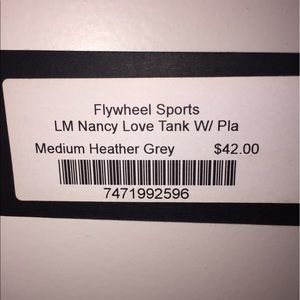 Flywheel Sports
LM Nancy Love Tank W/ Pla
Medium Heather Grey $42.00
7471992596